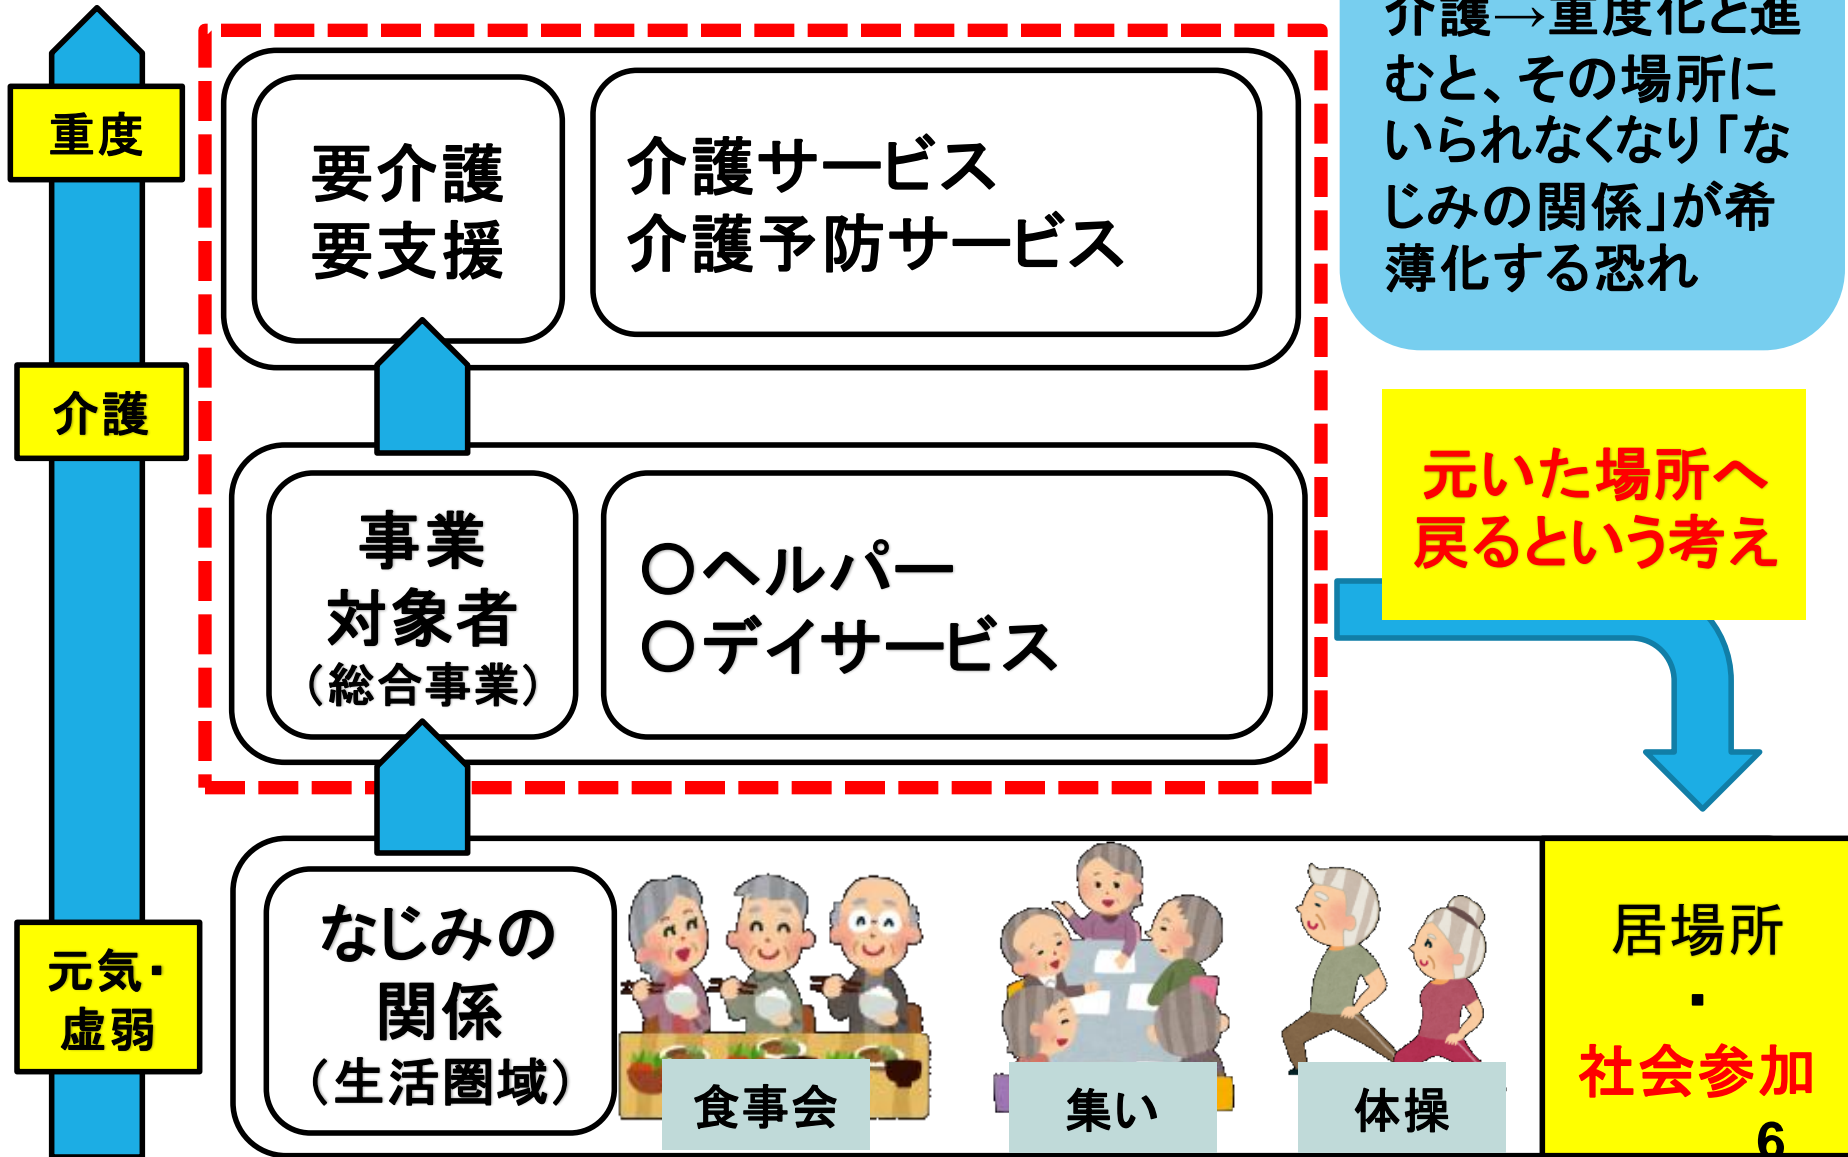 介護→重度化と進
むと、その場所に
いられなくなり「な
じみの関係」が希
薄化する恐れ
重度
要介護
要支援
介護サービス
介護予防サービス
介護
元いた場所へ
戻るという考え
事業
対象者
（総合事業）
○ヘルパー
○デイサービス
元気・
虚弱
なじみの
関係
（生活圏域）
食事会
集い
体操
居場所
・
社会参加
6